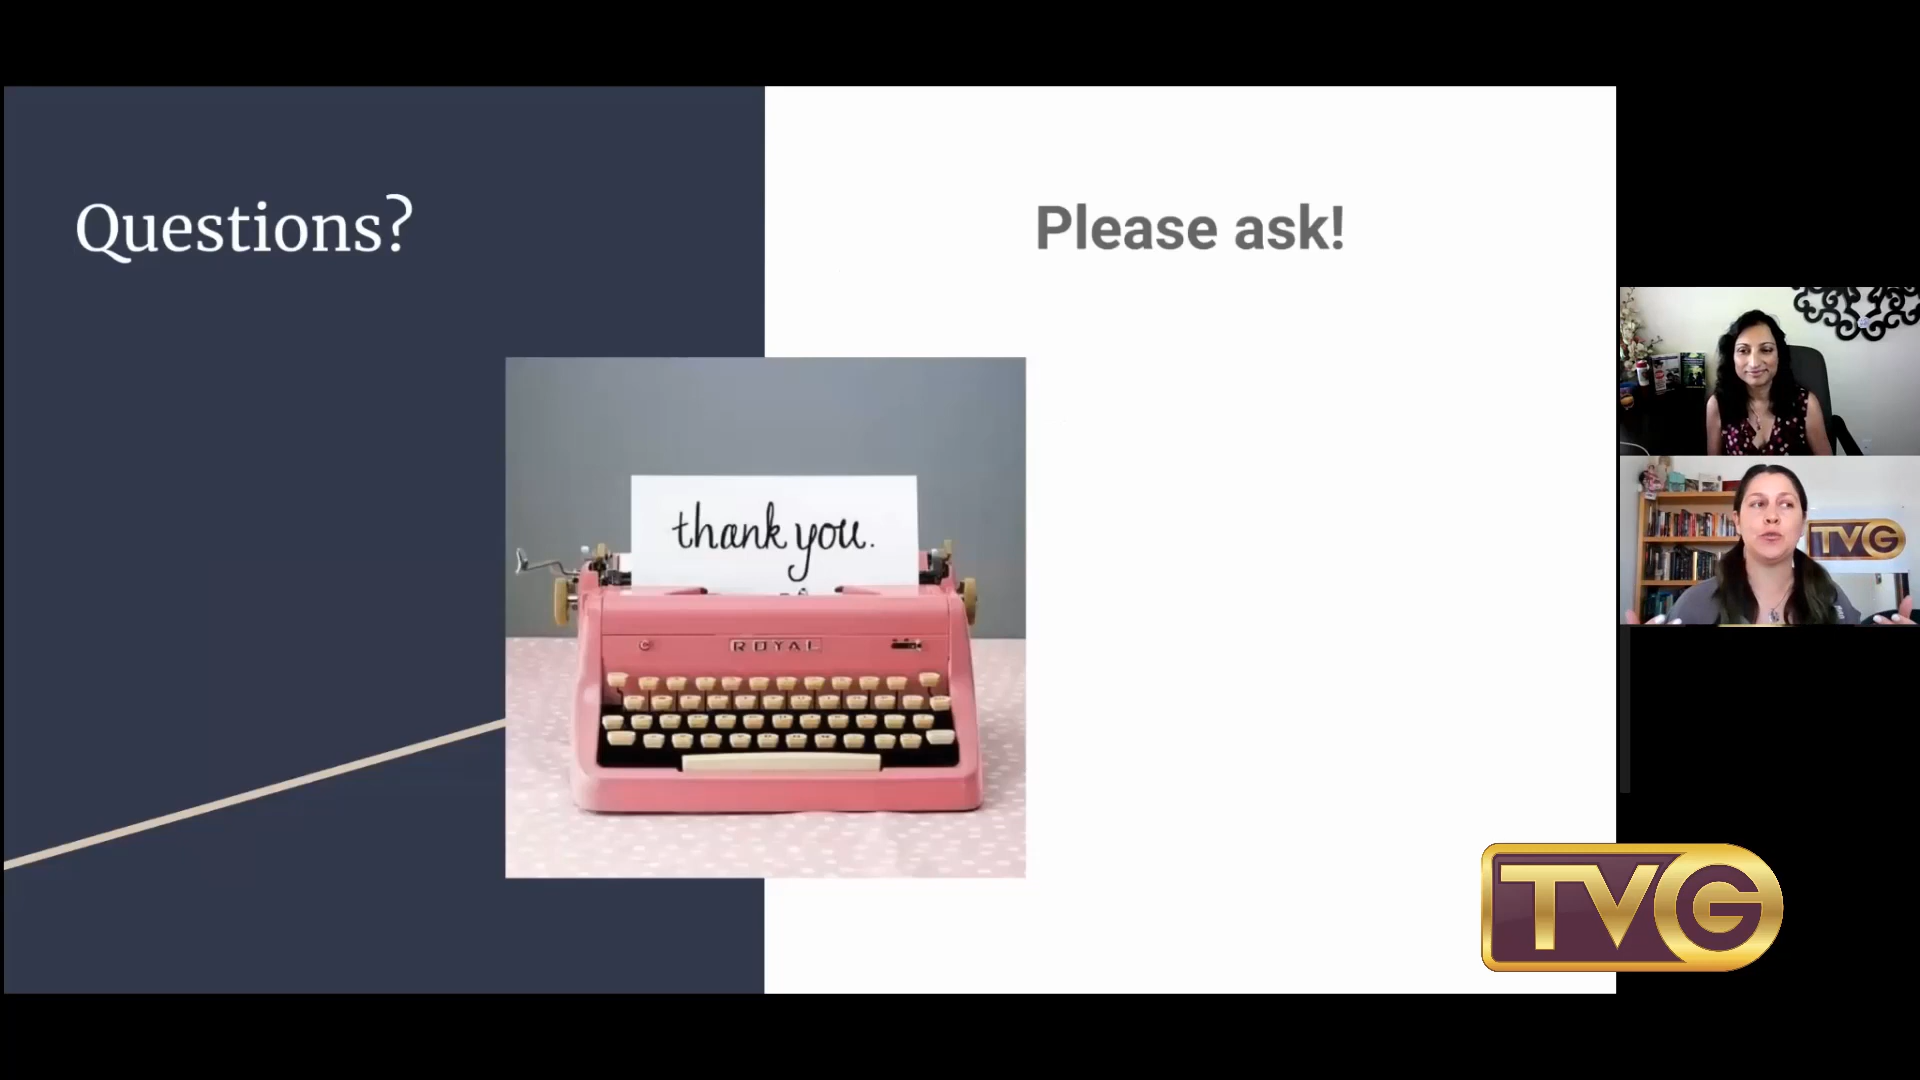 Questions?
Please ask!
thank you.
ROYAL
TVG
TVG